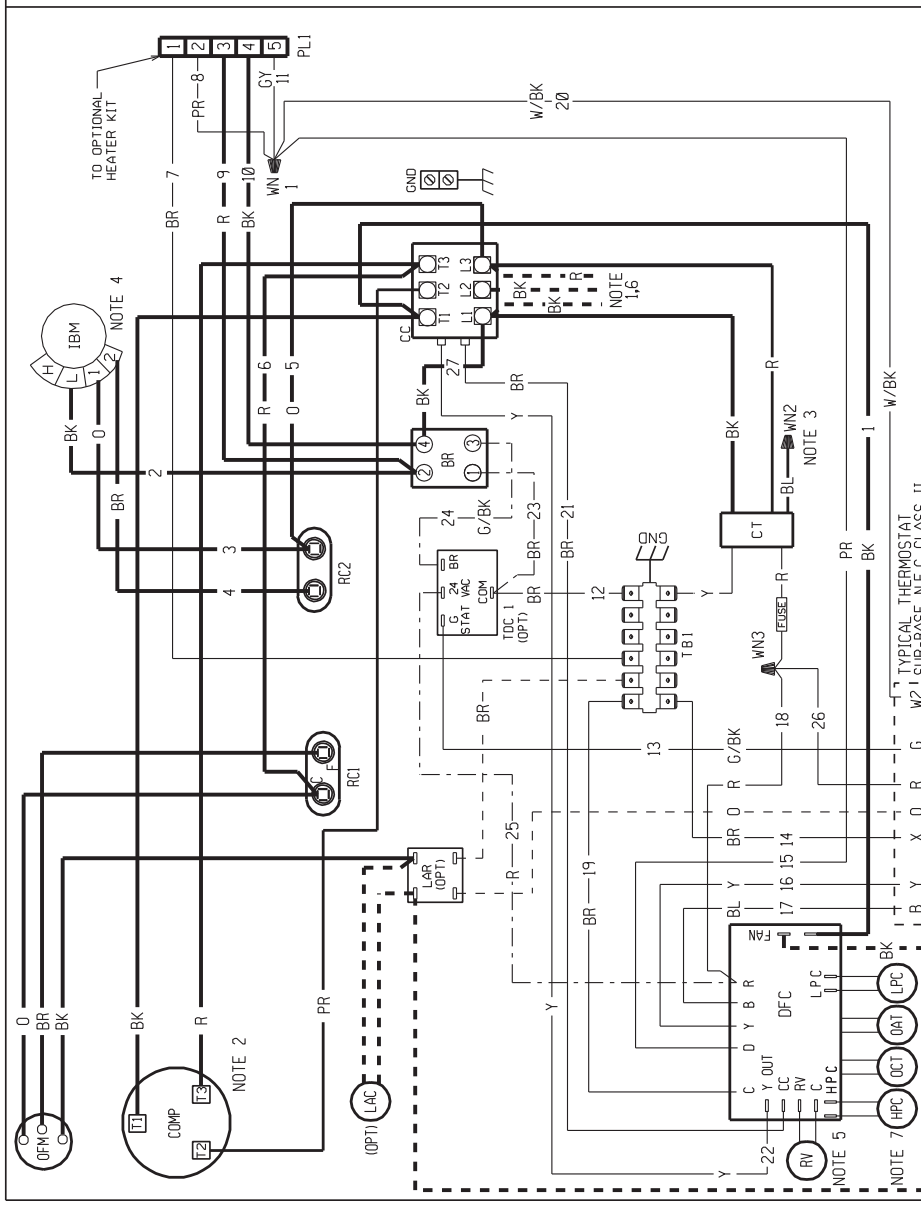 TO OPTIONAL
HEATER KIT
1 2 3 4 5
PL1
BR 7
PR 8
R 9
BK 10
GY 11
WN 1
W/BK 20
GND
IBM
H L 1 2
NOTE 4
BK 2
O 3
BR 4
R 6
O 5
CC
T1 T2 T3
L1 L2 L3
BK
BK
R
NOTE
1,6
BK 27
BR
Y
4 3
2 1
BR
24
G/BK
BR 23
BR 21
RC2
G 24 BR
STAT VAC
COM
TDC 1
(OPT)
BR 12
GND
TB1
Y
CT
BK
R
BL WN2
NOTE 3
R
FUSE
WN3
18
26
W/BK
1
BK
PR
TYPICAL THERMOSTAT
SUB-BASE N.E.C. CLASS II
W2
G
R
O
X
Y
B
C F
RC1
BR
13
G/BK
R
O
BR 14
15
Y 16
BL 17
25
R
BR 19
LAR
(OPT)
(OPT) LAC
O
BR
BK
OFM
BK
R
PR
COMP
T1
T2
T3
NOTE 2
FAN
BK
DFC
R
B
Y
D
C
Y OUT
CC
RV
C
HPC
LPC
Y
22
Y
RV
NOTE 5
NOTE 7
HPC
OCT
OAT
LPC